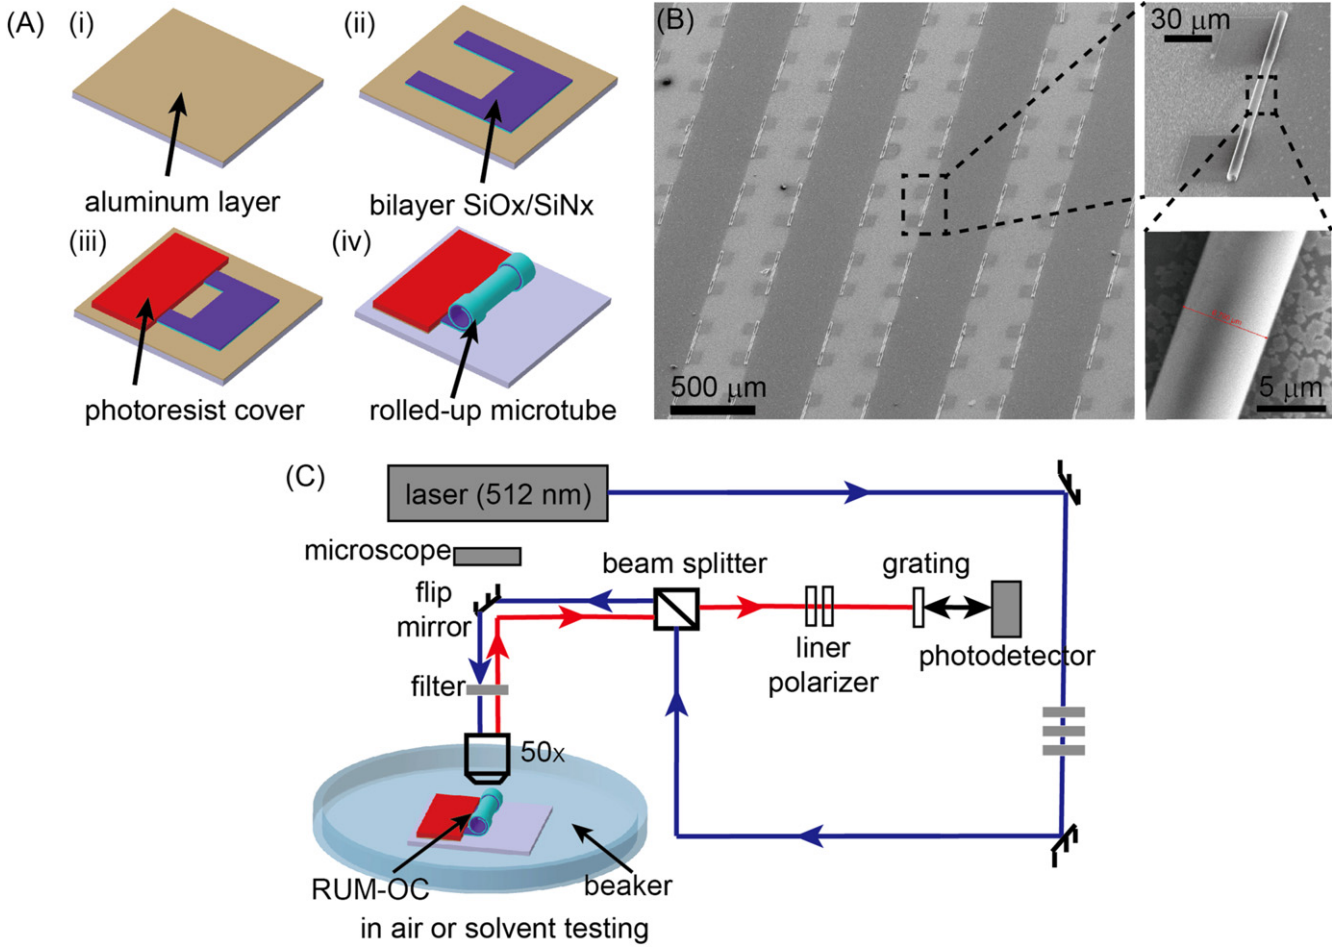 (A)
(i)
(ii)
aluminum layer
bilayer SiOx/SiNx
(iii)
(iv)
photoresist cover
rolled-up microtube
(B)
30 μm
500 μm
5 μm
(C)
laser (512 nm)
microscope
beam splitter
grating
flip
mirror
liner
polarizer
photodetector
filter
50x
RUM-OC
beaker
in air or solvent testing